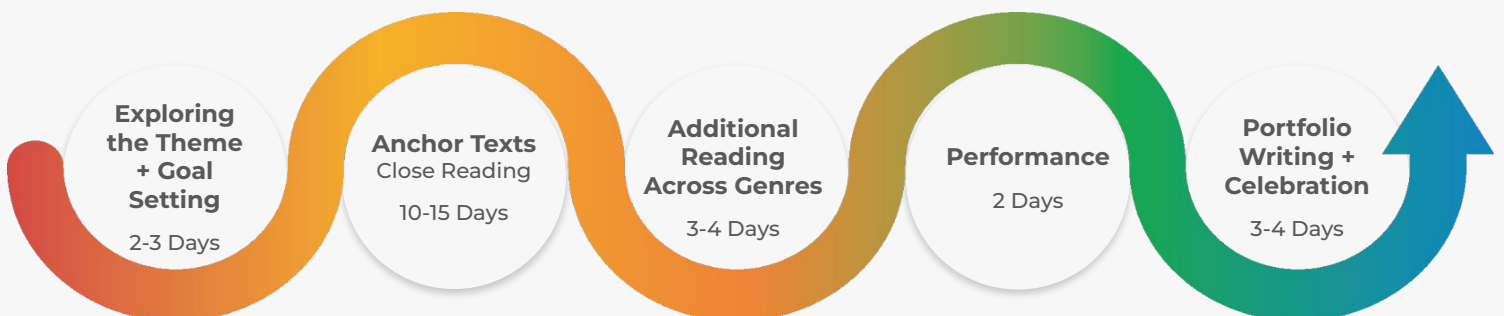 Exploring
the Theme
+ Goal
Setting
2-3 Days
Anchor Texts
Close Reading
10-15 Days
Additional
Reading
Across Genres
3-4 Days
Performance
2 Days
Portfolio
Writing +
Celebration
3-4 Days